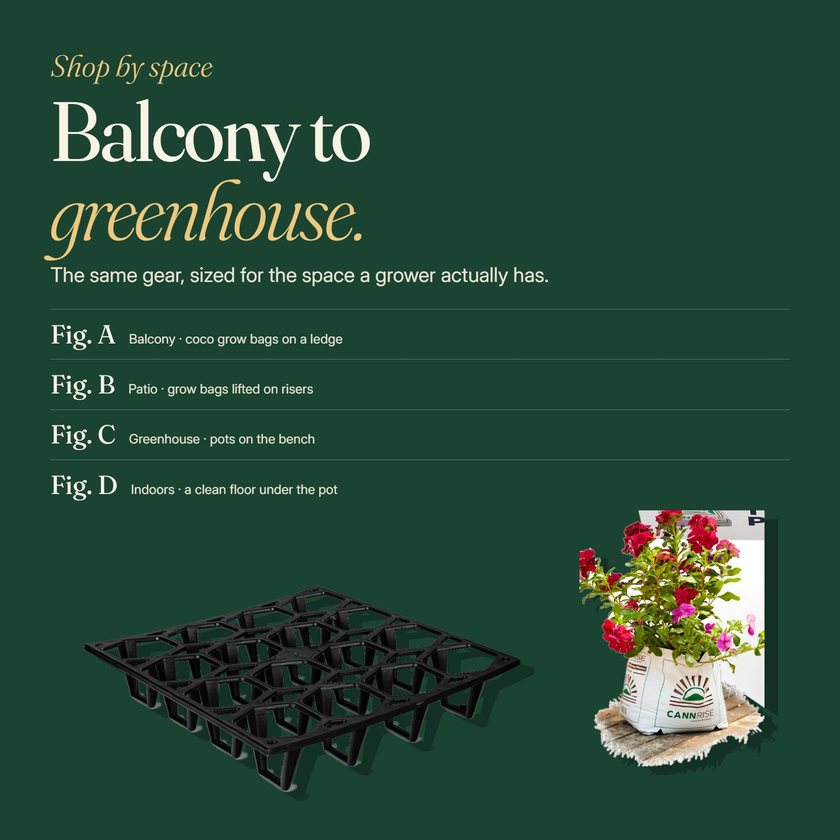 Shop by space
Balcony to
greenhouse.
The same gear, sized for the space a grower actually has.
Fig. A Balcony · coco grow bags on a ledge
Fig. B Patio · grow bags lifted on risers
Fig. C Greenhouse · pots on the bench
Fig. D Indoors · a clean floor under the pot
CANNRISE